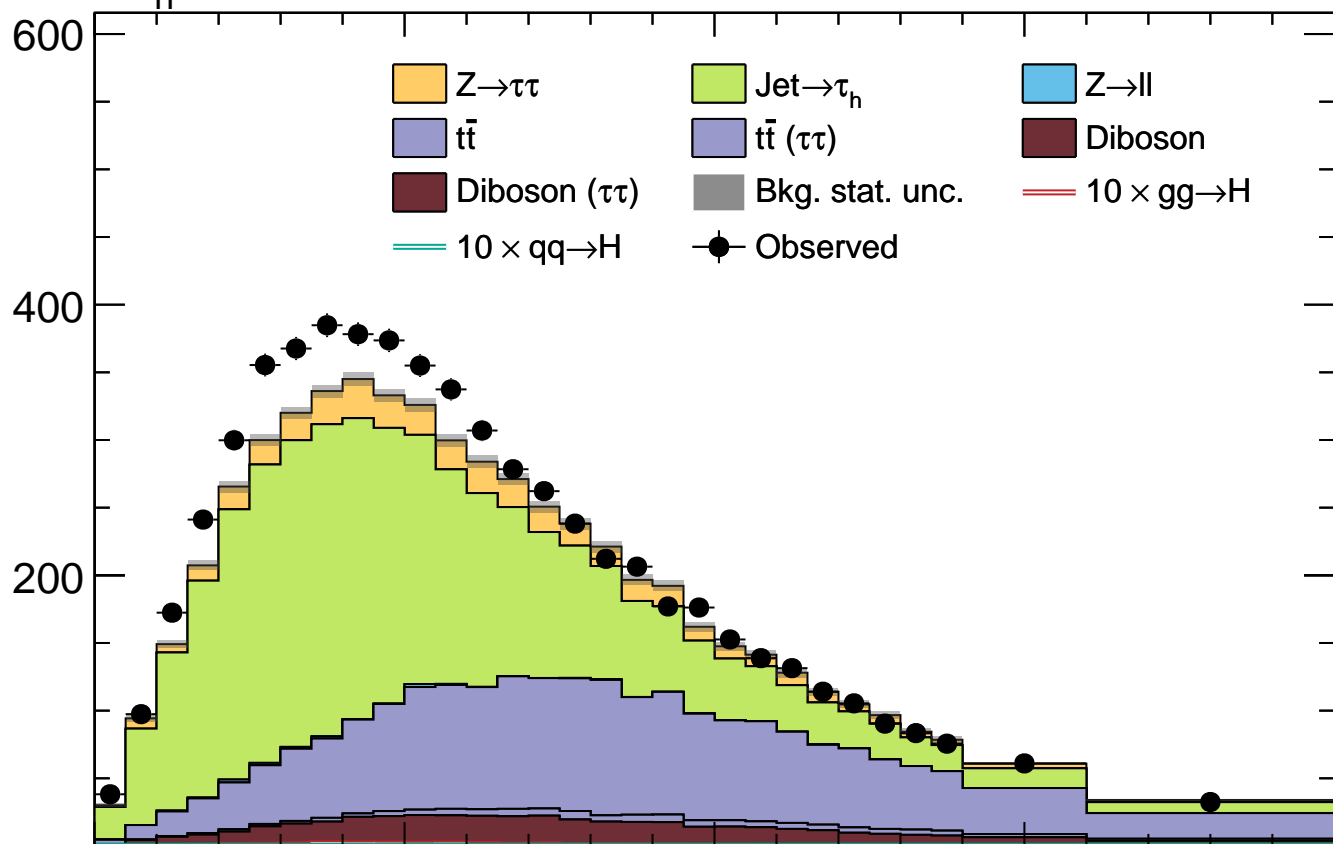 600
Z→ττ Jet→τh Z→ll
tt̄ tt̄ (ττ) Diboson
Diboson (ττ) Bkg. stat. unc. 10 × gg→H
10 × qq→H Observed
400
200